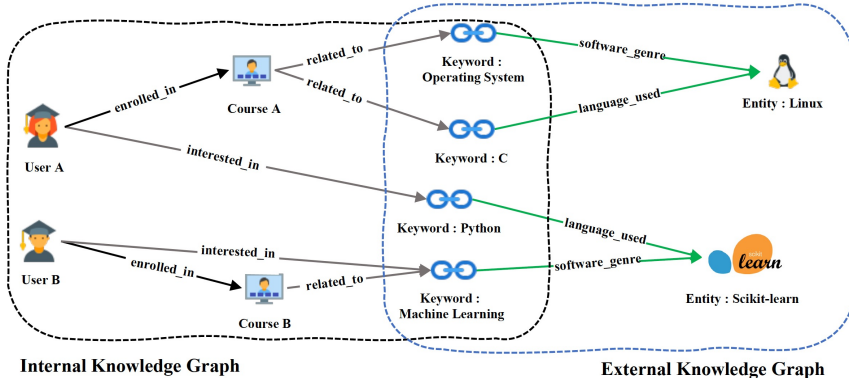 related_to
software_genre
Keyword :
Operating System
enrolled_in
Course A
related_to
language_used
Entity : Linux
User A
interested_in
Keyword : C
Keyword : Python
language_used
User B
interested_in
enrolled_in
related_to
software_genre
learn
Course B
Keyword :
Machine Learning
Entity : Scikit-learn
Internal Knowledge Graph
External Knowledge Graph